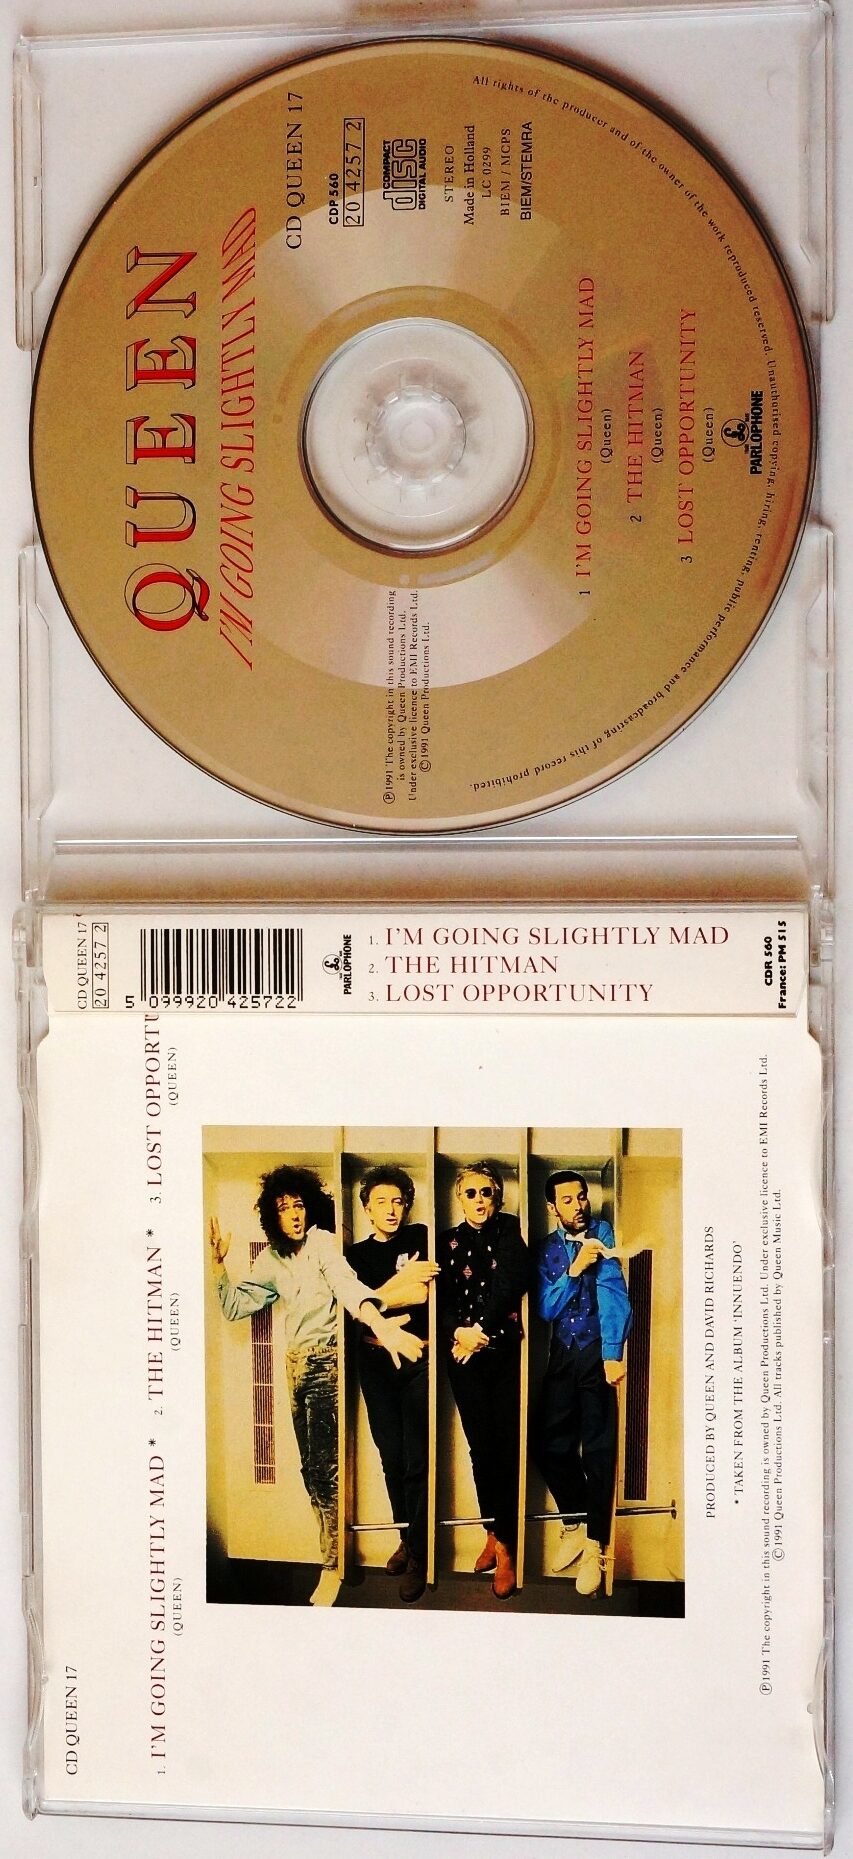 QUEEN
I'M GOING SLIGHTLY MAD
CD QUEEN 17
CDP 560
20 4257 2
COMPACT
disc
DIGITAL AUDIO
STEREO
Made in Holland
LC 0299
BIEM / MCPS
BIEM/STEMRA
Ⓟ1991 The copyright in this sound recording
is owned by Queen Productions Ltd.
Under exclusive licence to EMI Records Ltd.
©1991 Queen Productions Ltd.
1 I'M GOING SLIGHTLY MAD
(Queen)
2 THE HITMAN
(Queen)
3 LOST OPPORTUNITY
(Queen)
PARLOPHONE
All rights of the producer and of the owner of the work reproduced reserved. Unauthorised copying, hiring, renting, public performance and broadcasting of this record prohibited.
CD QUEEN 17
20 4257 2
5 099920 425722
PARLOPHONE
1. I'M GOING SLIGHTLY MAD
2. THE HITMAN
3. LOST OPPORTUNITY
CDR 560
France: PM 515
CD QUEEN 17
1. I'M GOING SLIGHTLY MAD * 2. THE HITMAN * 3. LOST OPPORTU
(QUEEN) (QUEEN) (QUEEN)
PRODUCED BY QUEEN AND DAVID RICHARDS
* TAKEN FROM THE ALBUM 'INNUENDO'
Ⓟ1991 The copyright in this sound recording is owned by Queen Productions Ltd. Under exclusive licence to EMI Records Ltd.
©1991 Queen Productions Ltd. All tracks published by Queen Music Ltd.